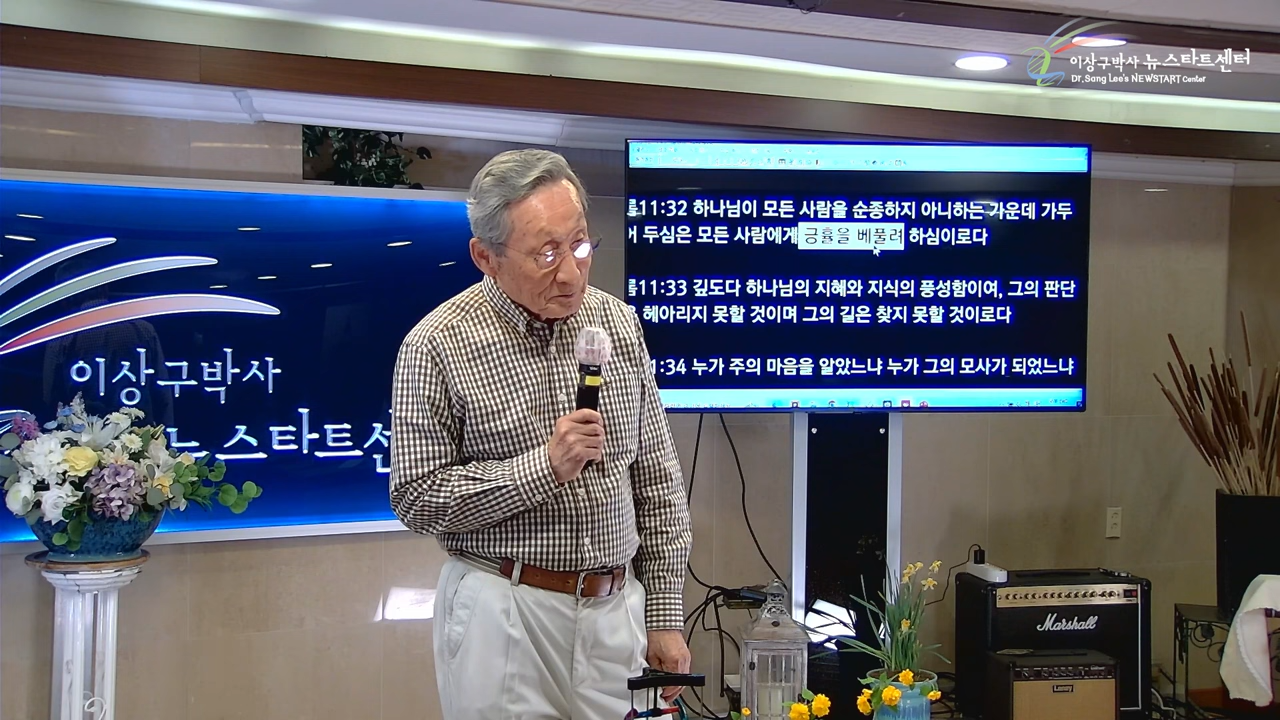 이상구박사 뉴스타트센터
Dr. Sang Lee's NEWSTART Center
11:32 하나님이 모든 사람을 순종하지 아니하는 가운데 가두
어 두심은 모든 사람에게 긍휼을 베풀려 하심이로다
11:33 깊도다 하나님의 지혜와 지식의 풍성함이여, 그의 판단
헤아리지 못할 것이며 그의 길은 찾지 못할 것이로다
1:34 누가 주의 마음을 알았느냐 누가 그의 모사가 되었느냐
이상구박사
뉴스타트센
Marshall
Laney